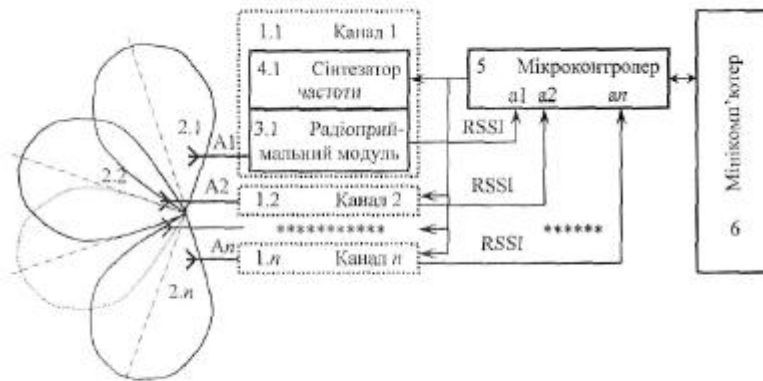 1.1 Канал 1
4.1 Сінтезатор
частоти
3.1 Радіоприй-
мальний модуль
5 Мікроконтролер
a1 a2 an
Мінікомп'ютер
6
2.1
A1
RSSI
2.2
A2
1.2 Канал 2
RSSI
***********
******
An
1.n Канал n
RSSI
2.n